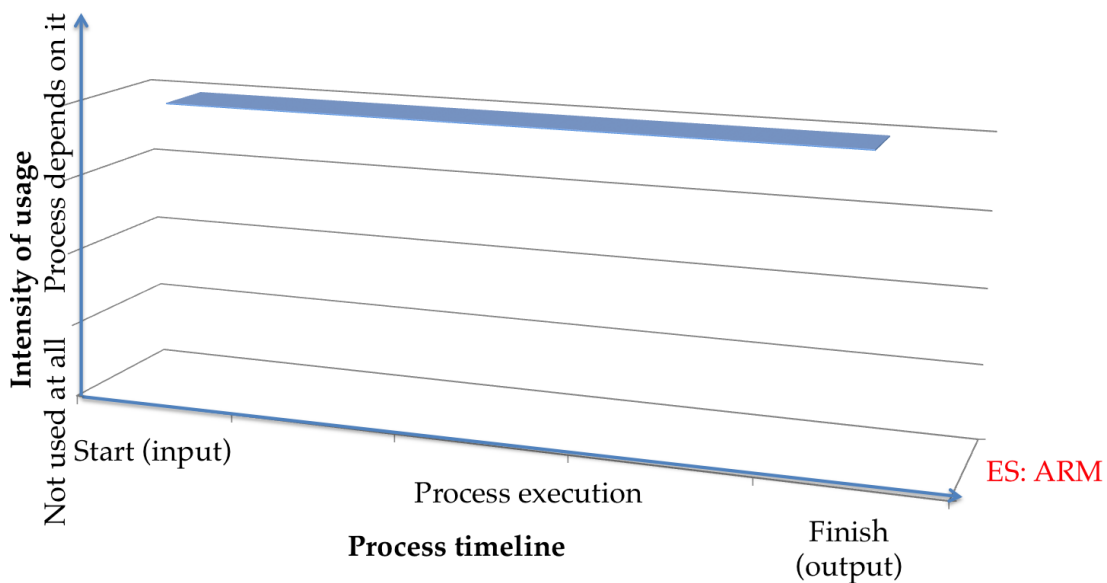 Intensity of usage
Not used at all
Process depends on it
Start (input)
Process execution
Finish
(output)
Process timeline
ES: ARM